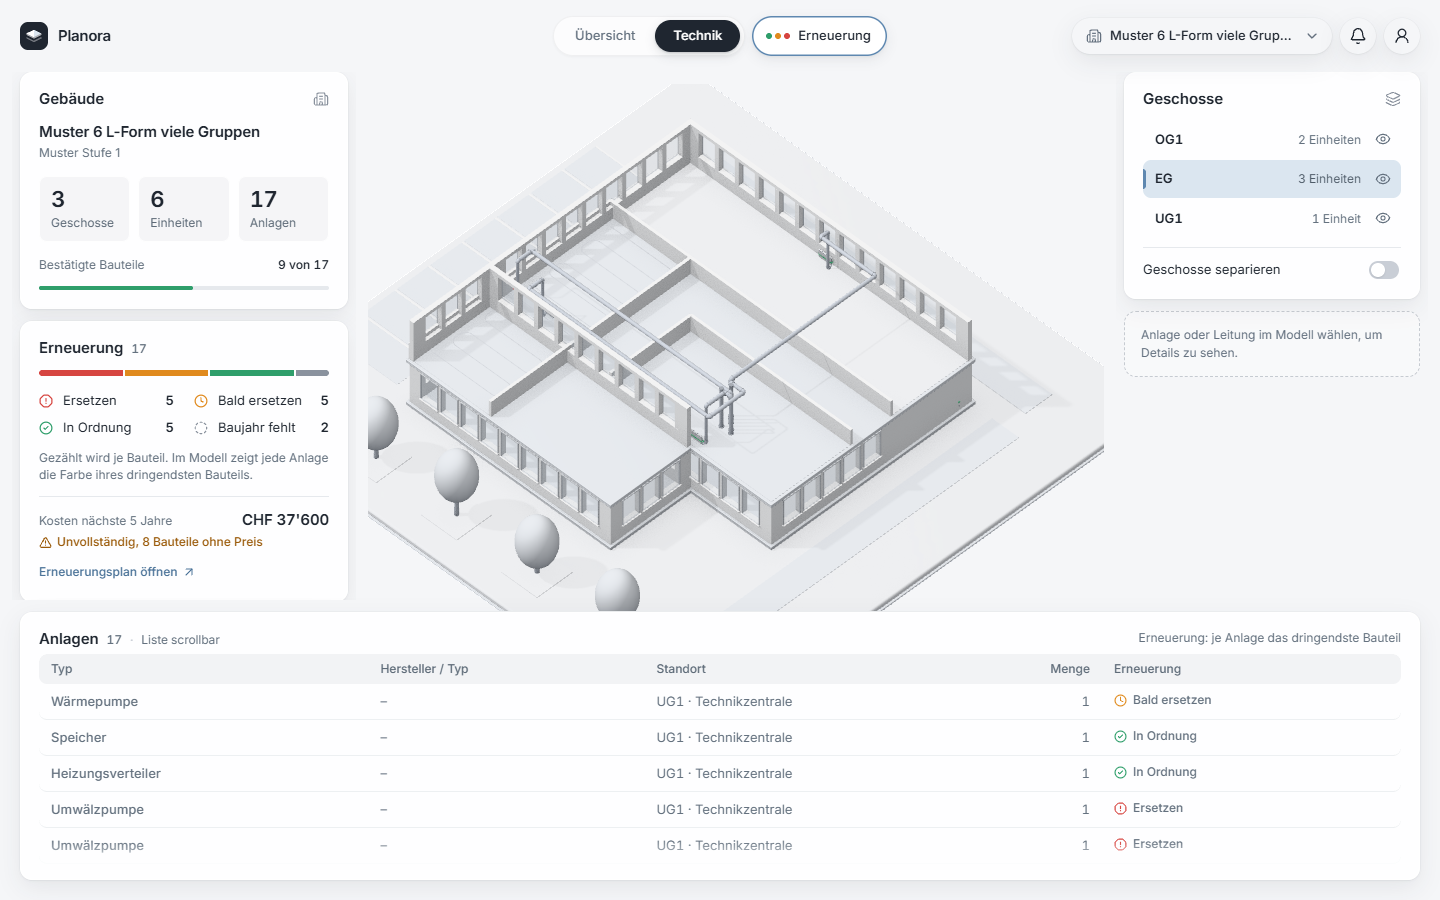 Planora
Übersicht
Technik
Erneuerung
Muster 6 L-Form viele Grup...
Gebäude
Muster 6 L-Form viele Gruppen
Muster Stufe 1
3 Geschosse
6 Einheiten
17 Anlagen
Bestätigte Bauteile 9 von 17
Erneuerung 17
Ersetzen 5
Bald ersetzen 5
In Ordnung 5
Baujahr fehlt 2
Gezählt wird je Bauteil. Im Modell zeigt jede Anlage
die Farbe ihres dringendsten Bauteils.
Kosten nächste 5 Jahre CHF 37'600
Unvollständig, 8 Bauteile ohne Preis
Erneuerungsplan öffnen
Geschosse
OG1 2 Einheiten
EG 3 Einheiten
UG1 1 Einheit
Geschosse separieren
Anlage oder Leitung im Modell wählen, um
Details zu sehen.
Anlagen 17 · Liste scrollbar
Erneuerung: je Anlage das dringendste Bauteil
Typ Hersteller / Typ Standort Menge Erneuerung
Wärmepumpe – UG1 · Technikzentrale 1 Bald ersetzen
Speicher – UG1 · Technikzentrale 1 In Ordnung
Heizungsverteiler – UG1 · Technikzentrale 1 In Ordnung
Umwälzpumpe – UG1 · Technikzentrale 1 Ersetzen
Umwälzpumpe – UG1 · Technikzentrale 1 Ersetzen